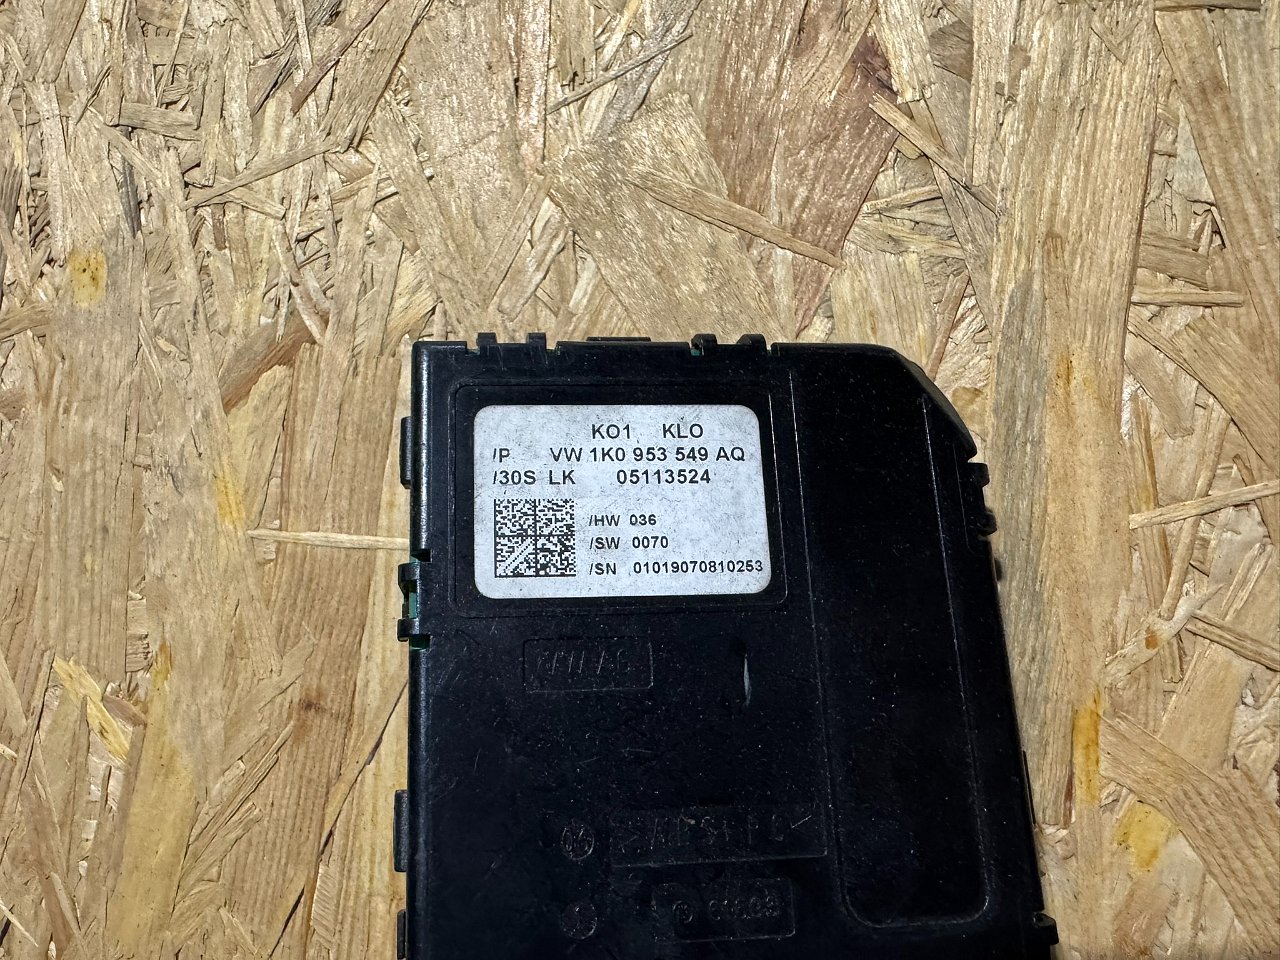 KO1 KLO
/P VW 1K0 953 549 AQ
/30S LK 05113524
/HW 036
/SW 0070
/SN 01019070810253